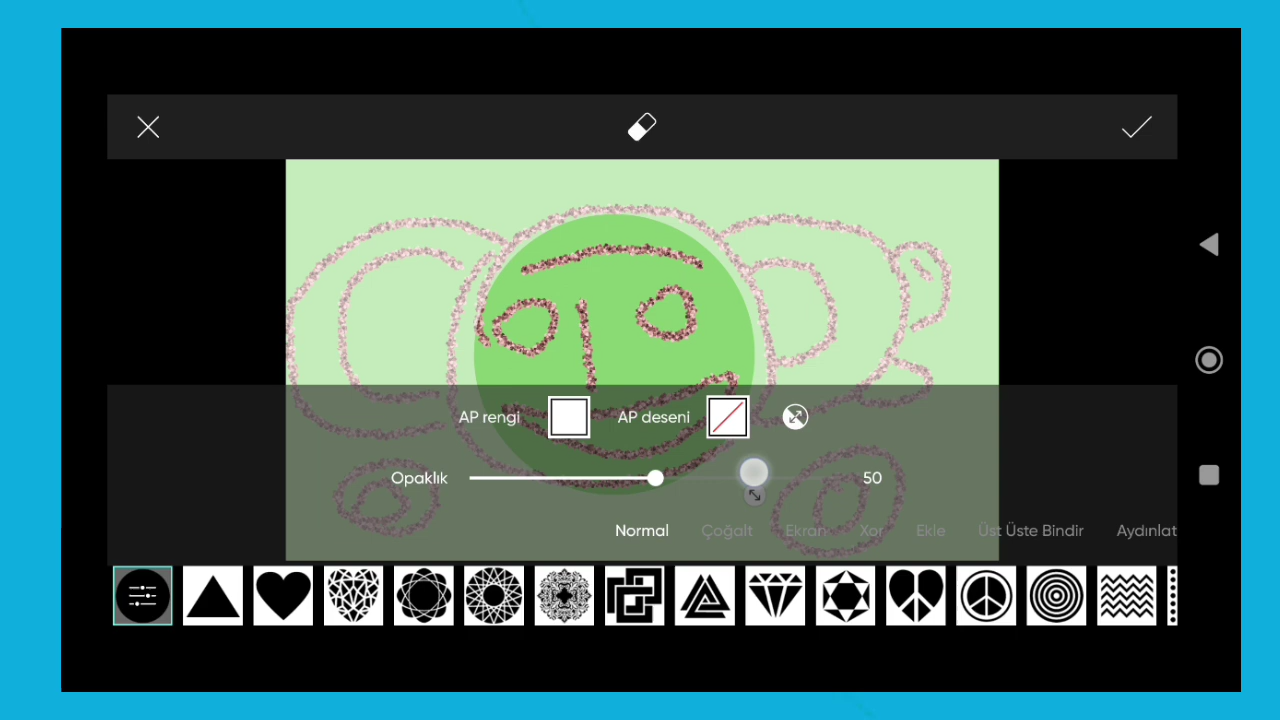 AP rengi AP deseni
Opaklık 50
Normal Çoğalt Ekran Xor Ekle Üst Üste Bindir Aydınlat